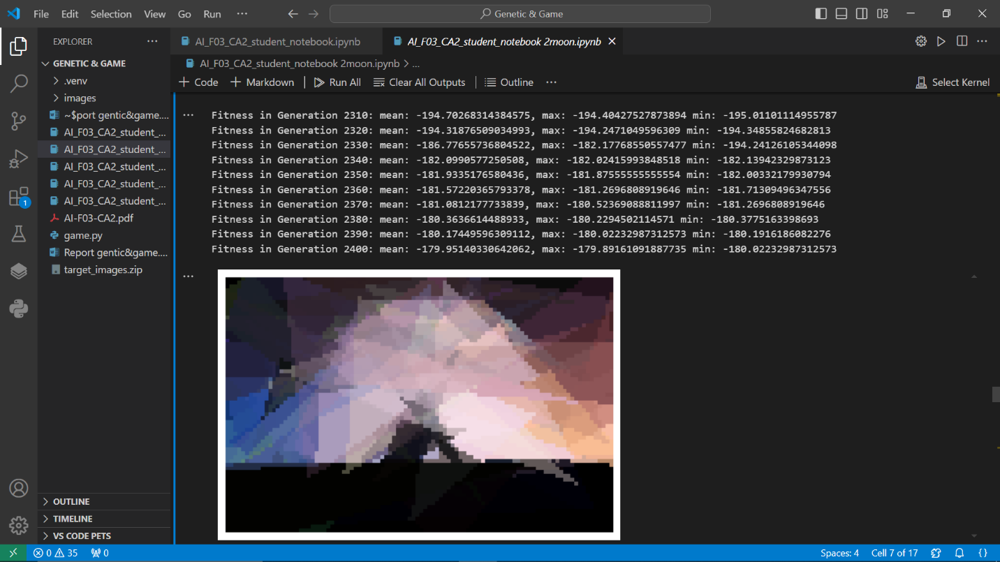 File Edit Selection View Go Run ···
Genetic & Game
EXPLORER ···
GENETIC & GAME
.venv
images
~$port gentic&game....
AI_F03_CA2_student_...
AI_F03_CA2_student_...
AI_F03_CA2_student_...
AI_F03_CA2_student_...
AI_F03_CA2_student_...
AI-F03-CA2.pdf
game.py
Report gentic&game....
target_images.zip
OUTLINE
TIMELINE
VS CODE PETS
1
AI_F03_CA2_student_notebook.ipynb
AI_F03_CA2_student_notebook 2moon.ipynb
AI_F03_CA2_student_notebook 2moon.ipynb > ...
+ Code + Markdown | Run All Clear All Outputs | Outline ··· Select Kernel
Fitness in Generation 2310: mean: -194.70268314384575, max: -194.40427527873894 min: -195.01101114955787
Fitness in Generation 2320: mean: -194.31876509034993, max: -194.2471049596309 min: -194.34855824682813
Fitness in Generation 2330: mean: -186.77655736804522, max: -182.17768550557477 min: -194.24126105344098
Fitness in Generation 2340: mean: -182.0990577250508, max: -182.02415993848518 min: -182.13942329873123
Fitness in Generation 2350: mean: -181.9335176580436, max: -181.87555555555554 min: -182.00332179930794
Fitness in Generation 2360: mean: -181.57220365793378, max: -181.2696808919646 min: -181.71309496347556
Fitness in Generation 2370: mean: -181.0812177733839, max: -180.52369088811997 min: -181.2696808919646
Fitness in Generation 2380: mean: -180.3636614488933, max: -180.2294502114571 min: -180.3775163398693
Fitness in Generation 2390: mean: -180.17449596309112, max: -180.02232987312573 min: -180.1916186082276
Fitness in Generation 2400: mean: -179.95140330642062, max: -179.89161091887735 min: -180.02232987312573
0 35 0
Spaces: 4 Cell 7 of 17